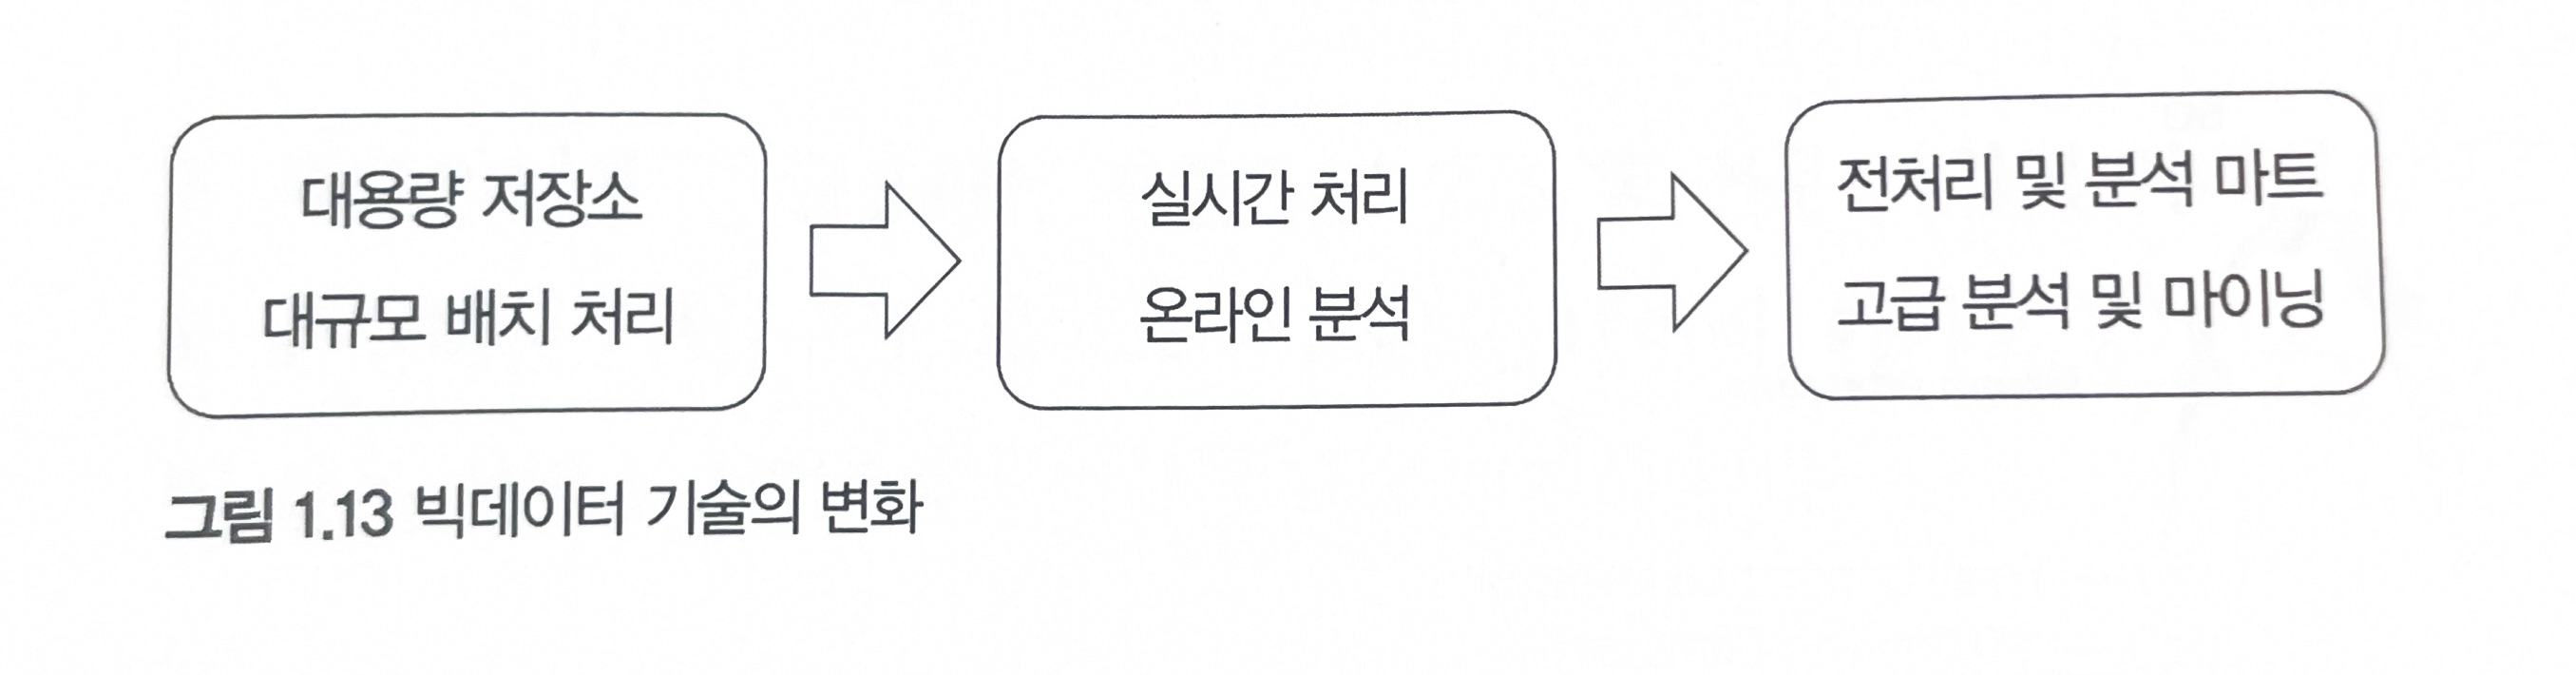 대용량 저장소
대규모 배치 처리
실시간 처리
온라인 분석
전처리 및 분석 마트
고급 분석 및 마이닝
그림 1.13 빅데이터 기술의 변화